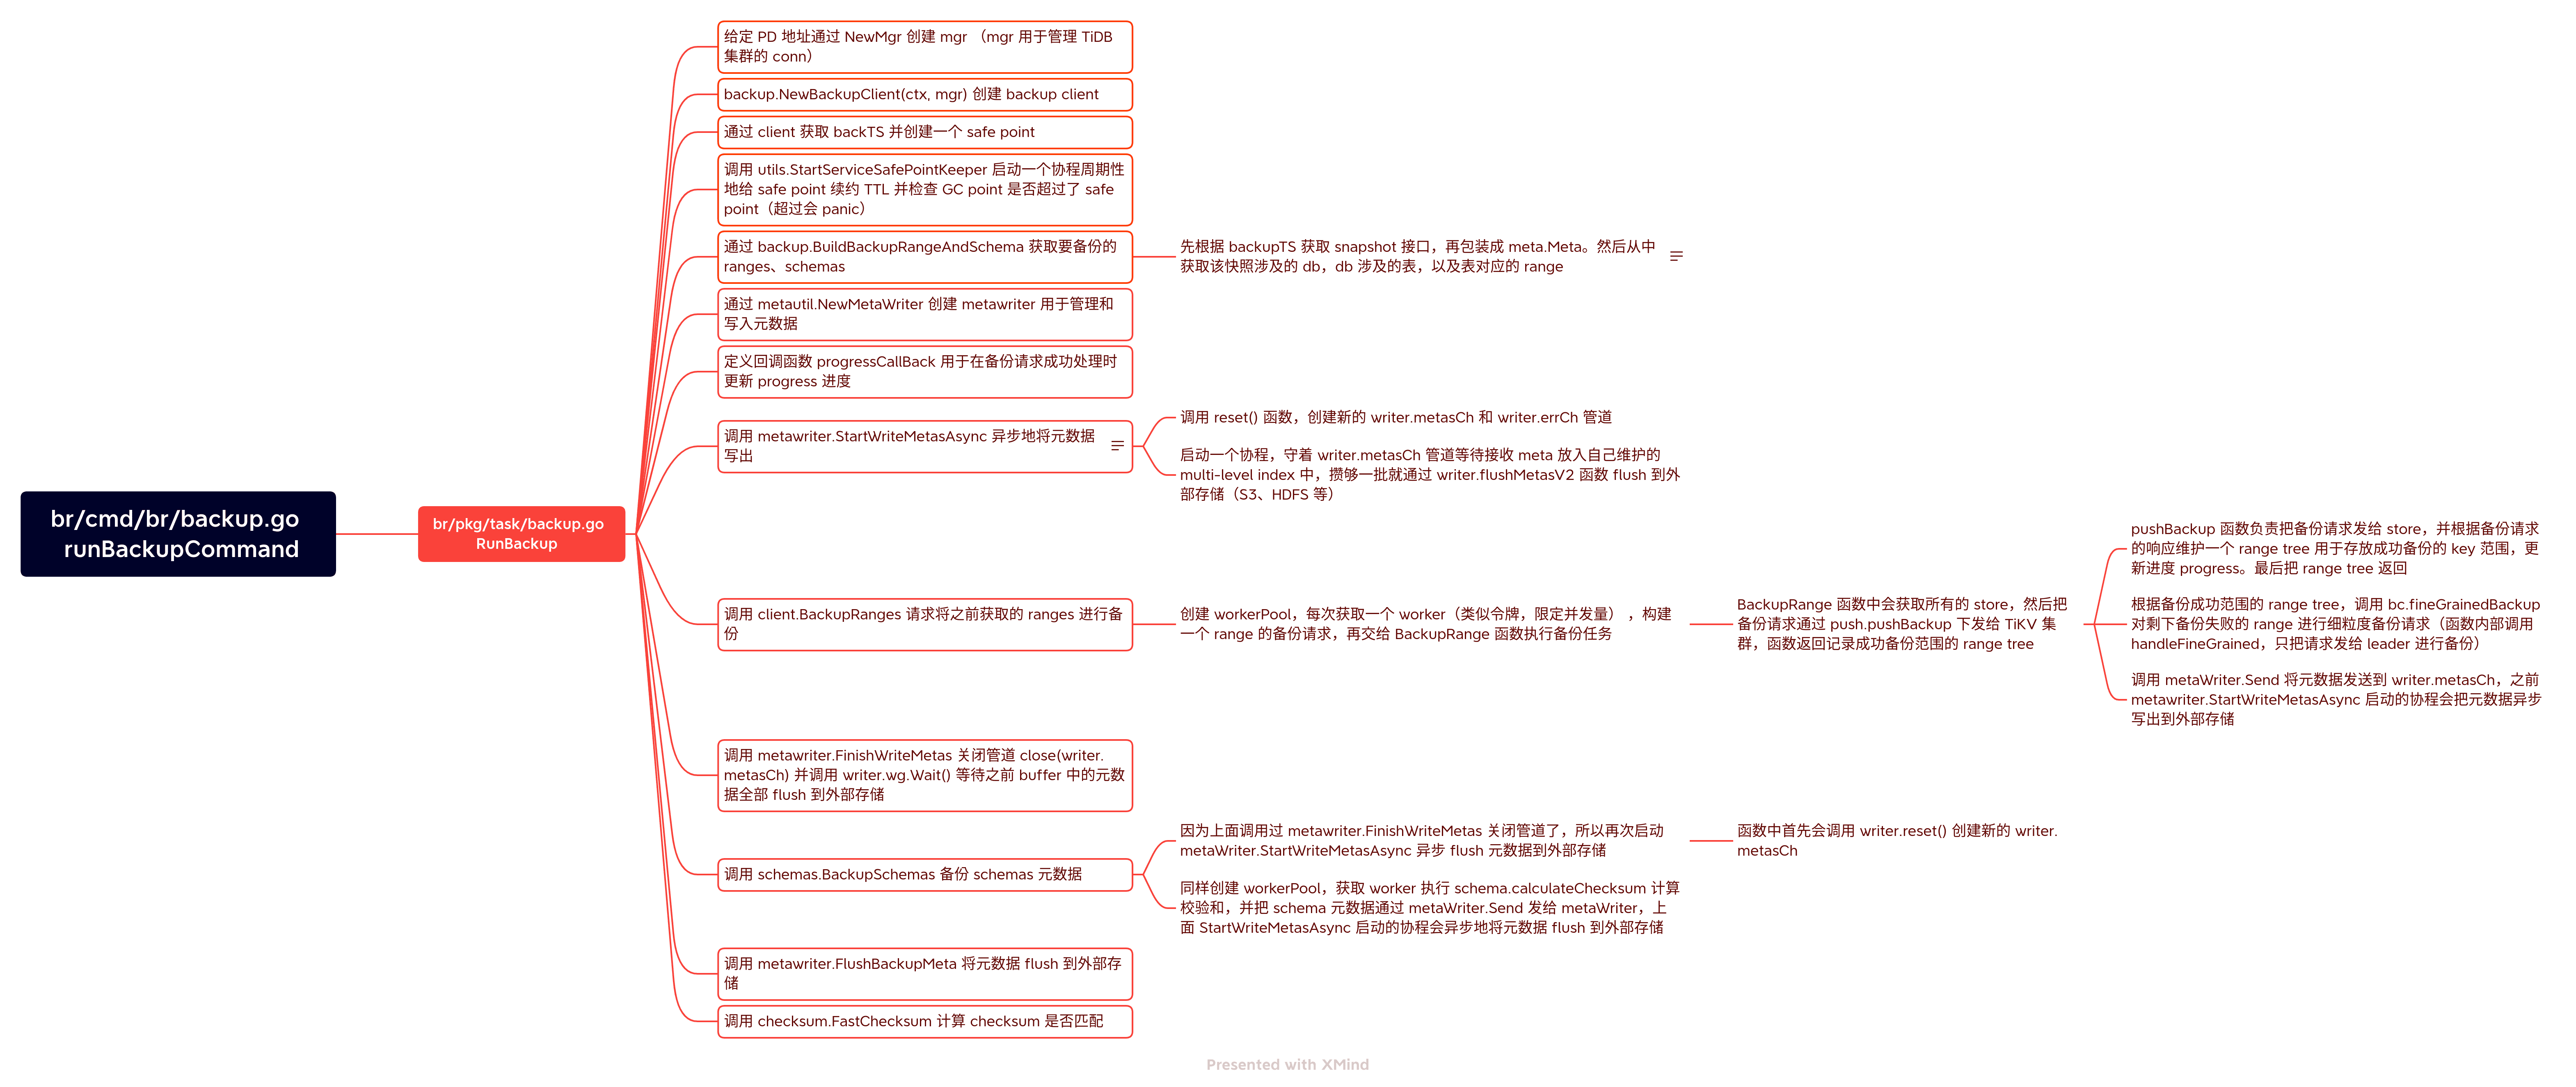 br/cmd/br/backup.go
runBackupCommand
br/pkg/task/backup.go
RunBackup
给定 PD 地址通过 NewMgr 创建 mgr （mgr 用于管理 TiDB
集群的 conn）
backup.NewBackupClient(ctx, mgr) 创建 backup client
通过 client 获取 backTS 并创建一个 safe point
调用 utils.StartServiceSafePointKeeper 启动一个协程周期性
地给 safe point 续约 TTL 并检查 GC point 是否超过了 safe
point（超过会 panic）
通过 backup.BuildBackupRangeAndSchema 获取要备份的
ranges、schemas
先根据 backupTS 获取 snapshot 接口，再包装成 meta.Meta。然后从中
获取该快照涉及的 db，db 涉及的表，以及表对应的 range
通过 metautil.NewMetaWriter 创建 metawriter 用于管理和
写入元数据
定义回调函数 progressCallBack 用于在备份请求成功处理时
更新 progress 进度
调用 metawriter.StartWriteMetasAsync 异步地将元数据
写出
调用 reset() 函数，创建新的 writer.metasCh 和 writer.errCh 管道
启动一个协程，守着 writer.metasCh 管道等待接收 meta 放入自己维护的
multi-level index 中，攒够一批就通过 writer.flushMetasV2 函数 flush 到外
部存储（S3、HDFS 等）
调用 client.BackupRanges 请求将之前获取的 ranges 进行备
份
创建 workerPool，每次获取一个 worker（类似令牌，限定并发量） ，构建
一个 range 的备份请求，再交给 BackupRange 函数执行备份任务
BackupRange 函数中会获取所有的 store，然后把
备份请求通过 push.pushBackup 下发给 TiKV 集
群，函数返回记录成功备份范围的 range tree
pushBackup 函数负责把备份请求发给 store，并根据备份请求
的响应维护一个 range tree 用于存放成功备份的 key 范围，更
新进度 progress。最后把 range tree 返回
根据备份成功范围的 range tree，调用 bc.fineGrainedBackup
对剩下备份失败的 range 进行细粒度备份请求（函数内部调用
handleFineGrained，只把请求发给 leader 进行备份）
调用 metaWriter.Send 将元数据发送到 writer.metasCh，之前
metawriter.StartWriteMetasAsync 启动的协程会把元数据异步
写出到外部存储
调用 metawriter.FinishWriteMetas 关闭管道 close(writer.
metasCh) 并调用 writer.wg.Wait() 等待之前 buffer 中的元数
据全部 flush 到外部存储
调用 schemas.BackupSchemas 备份 schemas 元数据
因为上面调用过 metawriter.FinishWriteMetas 关闭管道了，所以再次启动
metaWriter.StartWriteMetasAsync 异步 flush 元数据到外部存储
函数中首先会调用 writer.reset() 创建新的 writer.
metasCh
同样创建 workerPool，获取 worker 执行 schema.calculateChecksum 计算
校验和，并把 schema 元数据通过 metaWriter.Send 发给 metaWriter，上
面 StartWriteMetasAsync 启动的协程会异步地将元数据 flush 到外部存储
调用 metawriter.FlushBackupMeta 将元数据 flush 到外部存
储
调用 checksum.FastChecksum 计算 checksum 是否匹配
Presented with XMind